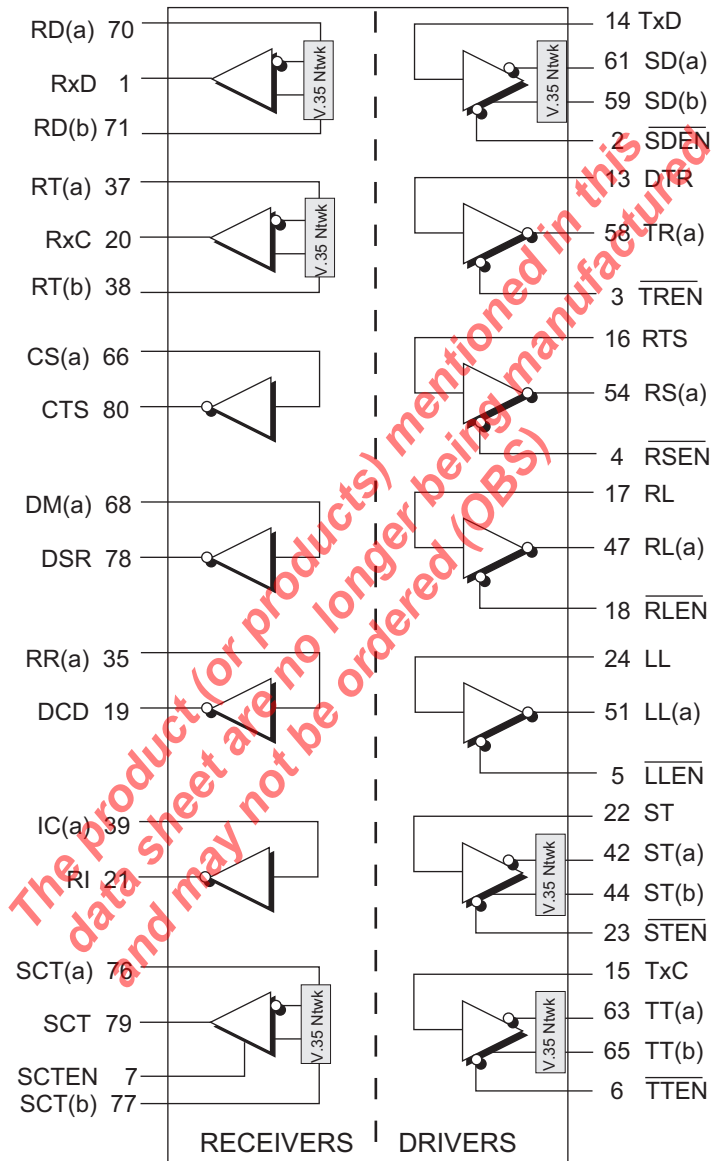 RD(a) 70
RxD 1
RD(b) 71
V.35 Ntwk
RT(a) 37
RxC 20
RT(b) 38
V.35 Ntwk
CS(a) 66
CTS 80
DM(a) 68
DSR 78
RR(a) 35
DCD 19
IC(a) 39
RI 21
SCT(a) 76
SCT 79
SCTEN 7
SCT(b) 77
V.35 Ntwk
RECEIVERS
14 TxD
61 SD(a)
59 SD(b)
2 SDEN
V.35 Ntwk
13 DTR
58 TR(a)
3 TREN
16 RTS
54 RS(a)
4 RSEN
17 RL
47 RL(a)
18 RLEN
24 LL
51 LL(a)
5 LLEN
22 ST
42 ST(a)
44 ST(b)
23 STEN
V.35 Ntwk
15 TxC
63 TT(a)
65 TT(b)
6 TTEN
V.35 Ntwk
DRIVERS
The product (or products) mentioned in this
data sheet are no longer being manufactured
and may not be ordered (OBS)